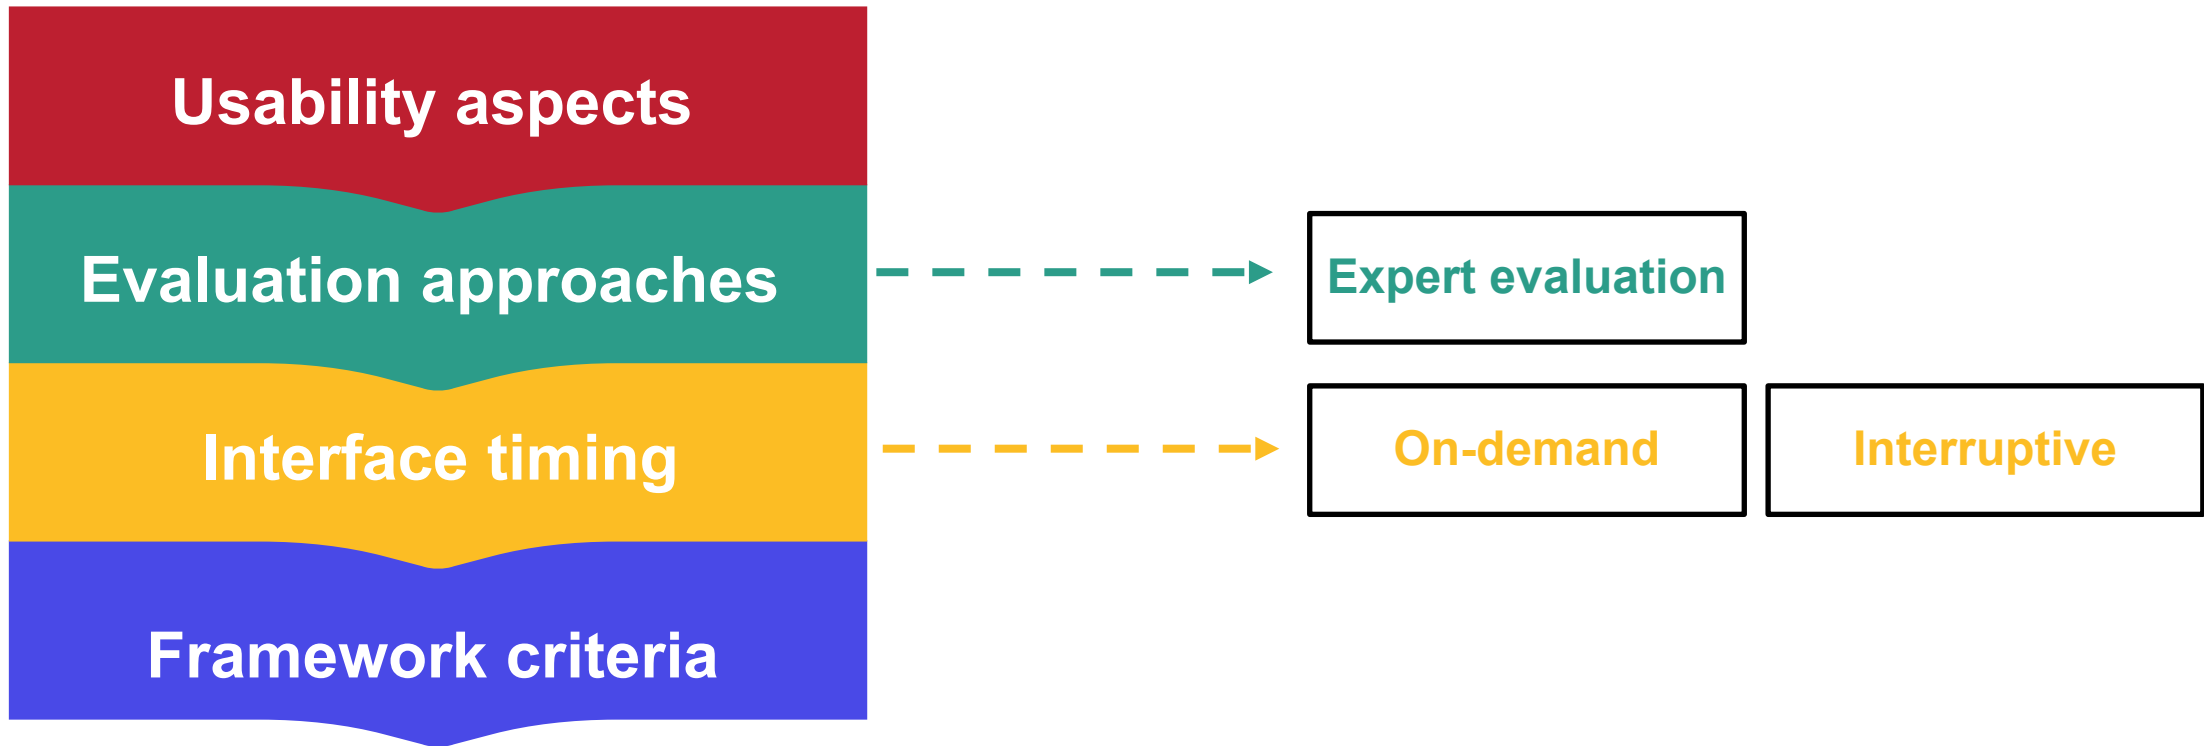 Usability aspects
Evaluation approaches
Expert evaluation
Interface timing
On-demand
Interruptive
Framework criteria